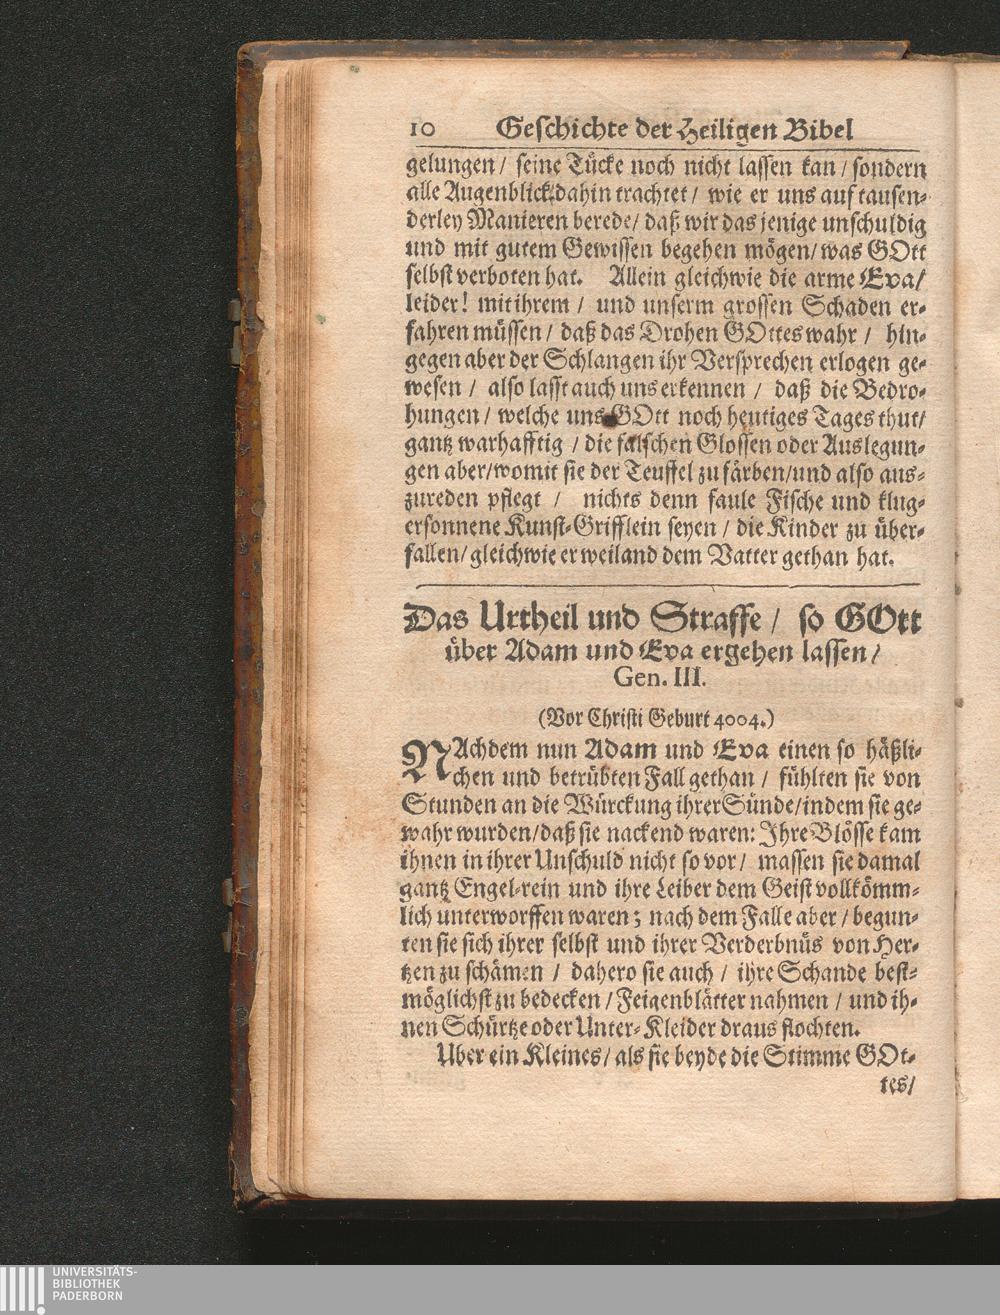 10 Geschichte der Heiligen Bibel
gelungen / seine Tücke noch nicht lassen kan / sondern
alle Augenblick dahin trachtet / wie er uns auf tausen-
derley Manieren berede / daß wir das jenige unschuldig
und mit gutem Gewissen begehen mögen / was GOtt
selbst verboten hat. Allein gleichwie die arme Eva /
leider! mit ihrem / und unserm grossen Schaden er-
fahren müssen / daß das Drohen GOttes wahr / hin-
gegen aber der Schlangen ihr Versprechen erlogen ge-
wesen / also lasst auch uns erkennen / daß die Bedro-
hungen / welche uns GOtt noch heutiges Tages thut /
gantz warhafftig / die falschen Glossen oder Auslegun-
gen aber / womit sie der Teuffel zu färben / und also aus-
zureden pflegt / nichts denn faule Fische und klug-
ersonnene Kunst-Grifflein seyen / die Kinder zu über-
fallen / gleichwie er weiland dem Vatter gethan hat.
Das Urtheil und Straffe / so GOtt
über Adam und Eva ergehen lassen /
Gen. III.
(Vor Christi Geburt 4004.)
NAchdem nun Adam und Eva einen so häßli-
chen und betrübten Fall gethan / fühlten sie von
Stunden an die Würckung ihrer Sünde / indem sie ge-
wahr wurden / daß sie nackend waren: Ihre Blösse kam
ihnen in ihrer Unschuld nicht so vor / massen sie damal
gantz Engel-rein und ihre Leiber dem Geist vollkömm-
lich unterworffen waren; nach dem Falle aber / begun-
ten sie sich ihrer selbst und ihrer Verderbnüs von Her-
tzen zu schämen / dahero sie auch / ihre Schande best-
möglichst zu bedecken / Feigenblätter nahmen / und ih-
nen Schürtze oder Unter-Kleider draus flochten.
Uber ein Kleines / als sie beyde die Stimme GOt-
tes /
UNIVERSITÄTS-
BIBLIOTHEK
PADERBORN